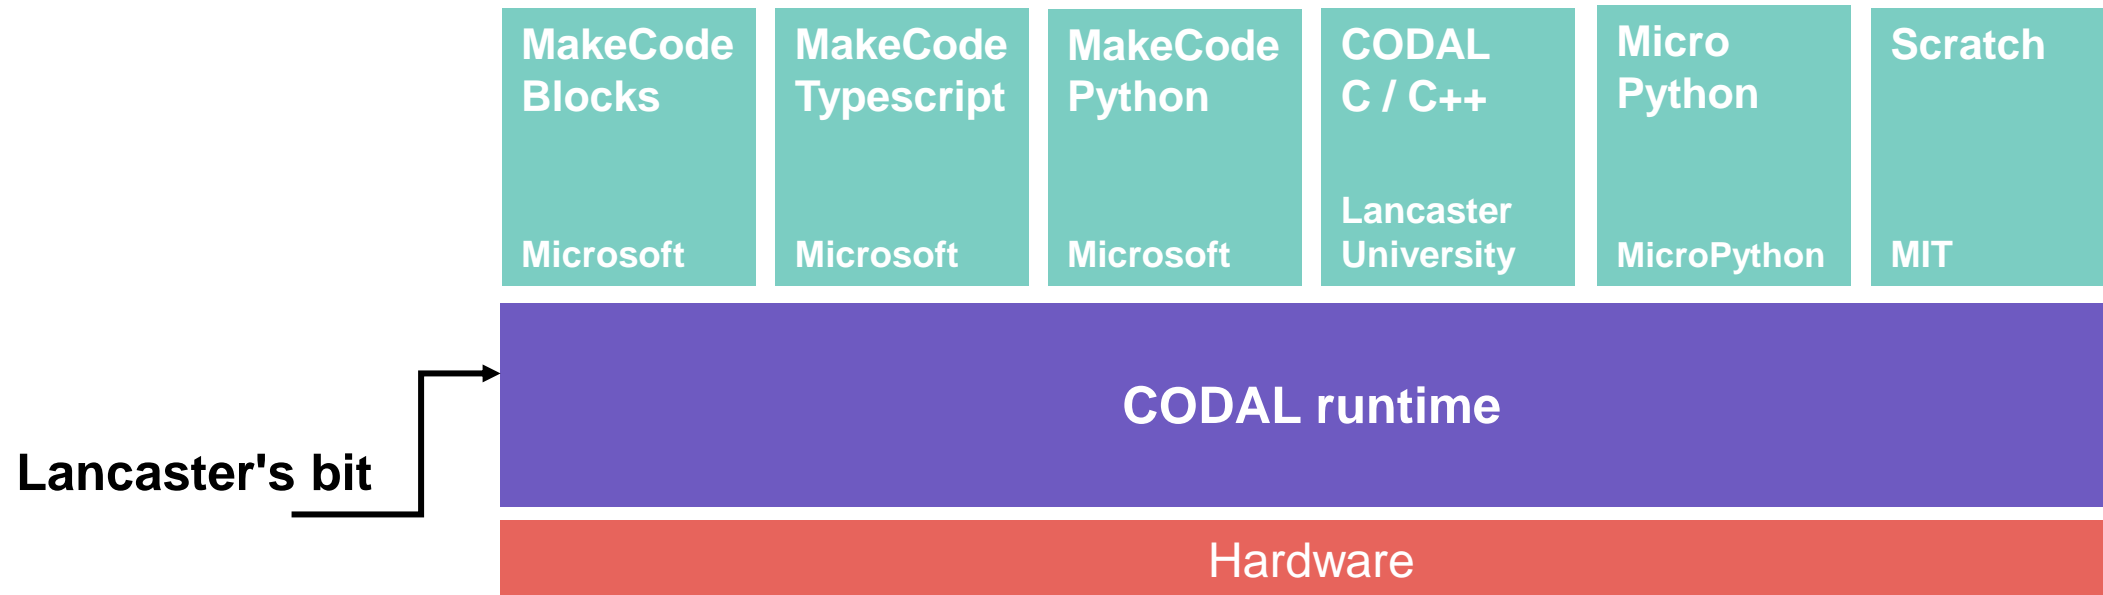 MakeCode
Blocks
Microsoft
MakeCode
Typescript
Microsoft
MakeCode
Python
Microsoft
CODAL
C / C++
Lancaster
University
Micro
Python
MicroPython
Scratch
MIT
CODAL runtime
Lancaster's bit
Hardware